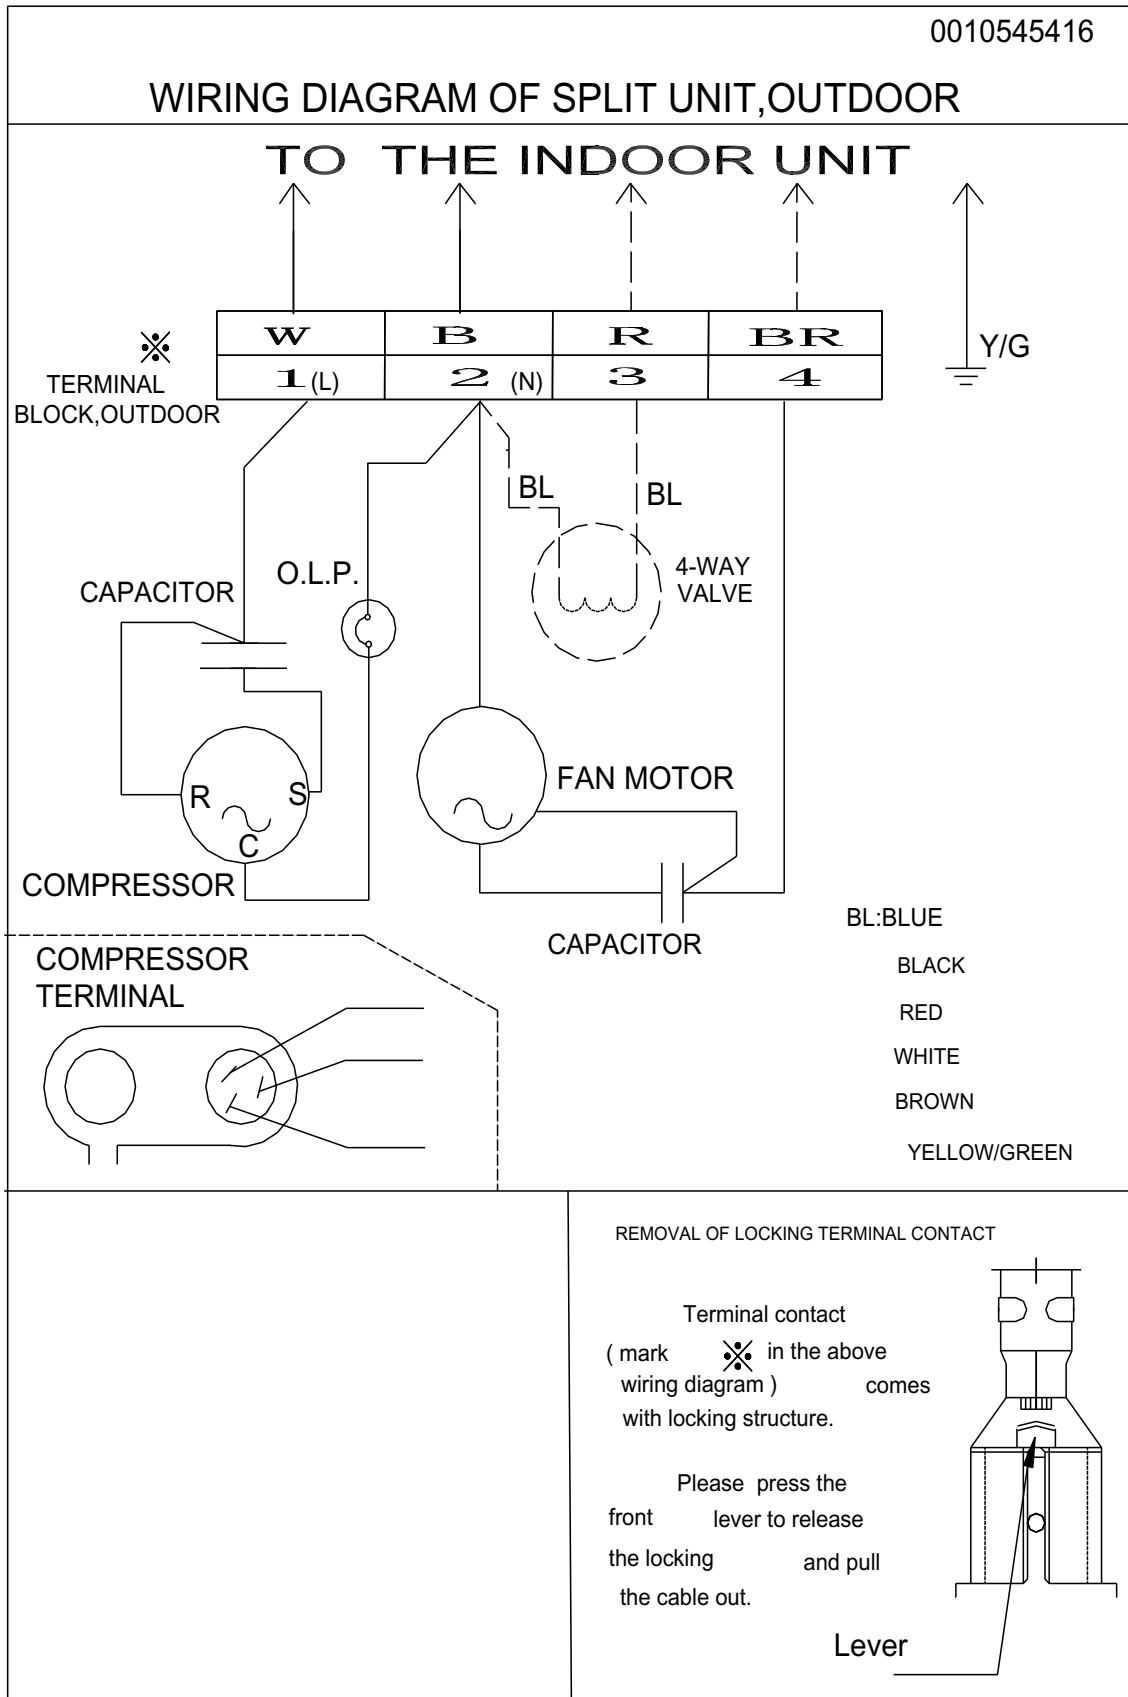 0010545416
WIRING DIAGRAM OF SPLIT UNIT,OUTDOOR
TO THE INDOOR UNIT
W B R BR
1 (L) 2 (N) 3 4
Y/G
※
TERMINAL
BLOCK,OUTDOOR
BL BL
O.L.P.
CAPACITOR
4-WAY
VALVE
FAN MOTOR
R S
C
COMPRESSOR
CAPACITOR
BL:BLUE
BLACK
RED
WHITE
BROWN
YELLOW/GREEN
COMPRESSOR
TERMINAL
REMOVAL OF LOCKING TERMINAL CONTACT
Terminal contact
( mark ※ in the above
wiring diagram ) comes
with locking structure.
Please press the
front lever to release
the locking and pull
the cable out.
Lever